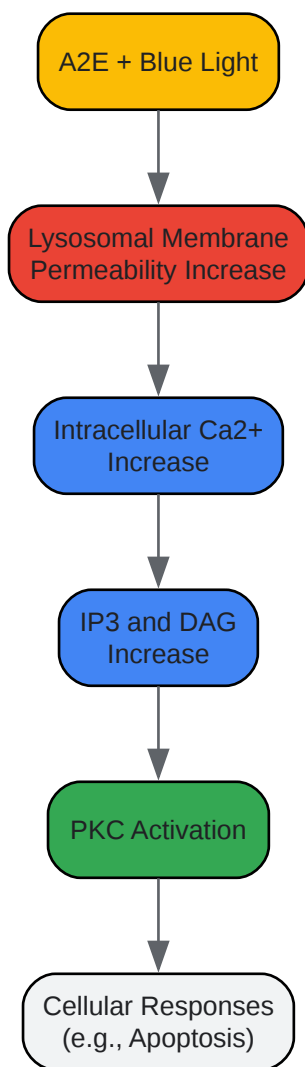 A2E + Blue Light
Lysosomal Membrane
Permeability Increase
Intracellular Ca2+
Increase
IP3 and DAG
Increase
PKC Activation
Cellular Responses
(e.g., Apoptosis)